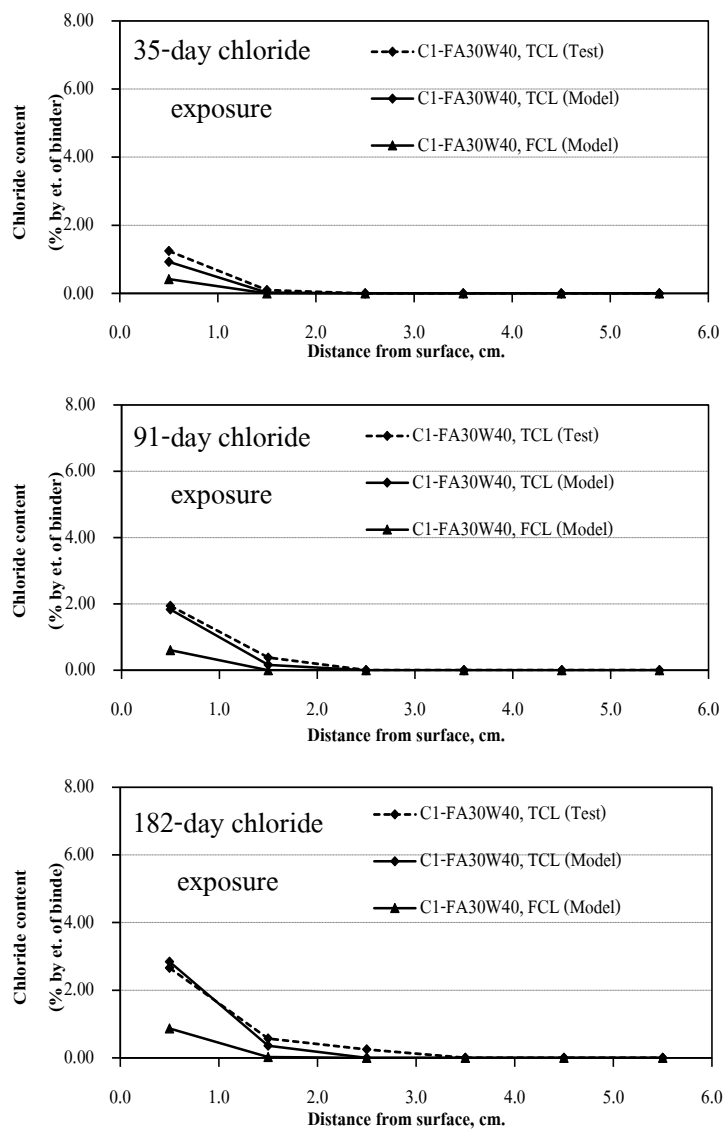 8.00
35-day chloride
C1-FA30W40, TCL (Test)
6.00
exposure
C1-FA30W40, TCL (Model)
4.00
C1-FA30W40, FCL (Model)
2.00
0.00
Chloride content
(% by et. of binder)
0.0 1.0 2.0 3.0 4.0 5.0 6.0
Distance from surface, cm.
8.00
91-day chloride
C1-FA30W40, TCL (Test)
6.00
exposure
C1-FA30W40, TCL (Model)
4.00
C1-FA30W40, FCL (Model)
2.00
0.00
Chloride content
(% by et. of binder)
0.0 1.0 2.0 3.0 4.0 5.0 6.0
Distance from surface, cm.
8.00
182-day chloride
C1-FA30W40, TCL (Test)
6.00
exposure
C1-FA30W40, TCL (Model)
4.00
C1-FA30W40, FCL (Model)
2.00
0.00
Chloride content
(% by et. of binde)
0.0 1.0 2.0 3.0 4.0 5.0 6.0
Distance from surface, cm.